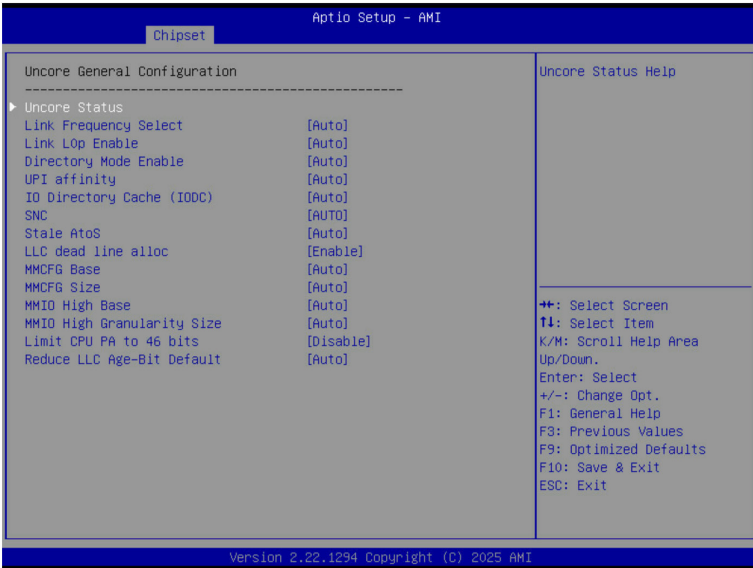 Aptio Setup – AMI
Chipset
Uncore General Configuration
--------------------------------------------------
Uncore Status
Link Frequency Select [Auto]
Link L0p Enable [Auto]
Directory Mode Enable [Auto]
UPI affinity [Auto]
IO Directory Cache (IODC) [Auto]
SNC [AUTO]
Stale AtoS [Auto]
LLC dead line alloc [Enable]
MMCFG Base [Auto]
MMCFG Size [Auto]
MMIO High Base [Auto]
MMIO High Granularity Size [Auto]
Limit CPU PA to 46 bits [Disable]
Reduce LLC Age-Bit Default [Auto]
Uncore Status Help
→←: Select Screen
↑↓: Select Item
K/M: Scroll Help Area
Up/Down.
Enter: Select
+/-: Change Opt.
F1: General Help
F3: Previous Values
F9: Optimized Defaults
F10: Save & Exit
ESC: Exit
Version 2.22.1294 Copyright (C) 2025 AMI